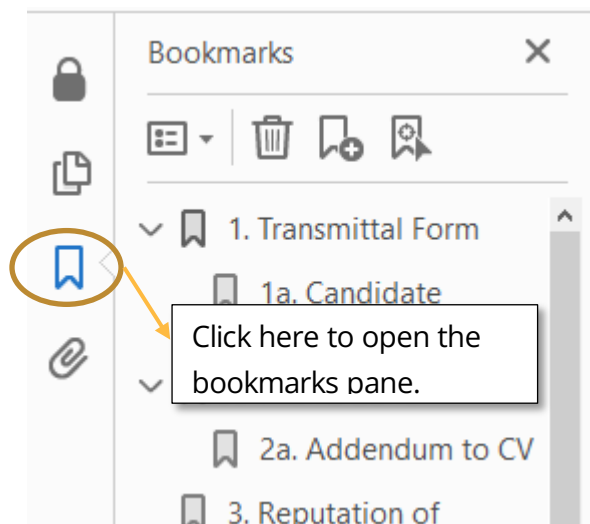 Bookmarks
1. Transmittal Form
1a. Candidate
Click here to open the
bookmarks pane.
2a. Addendum to CV
3. Reputation of